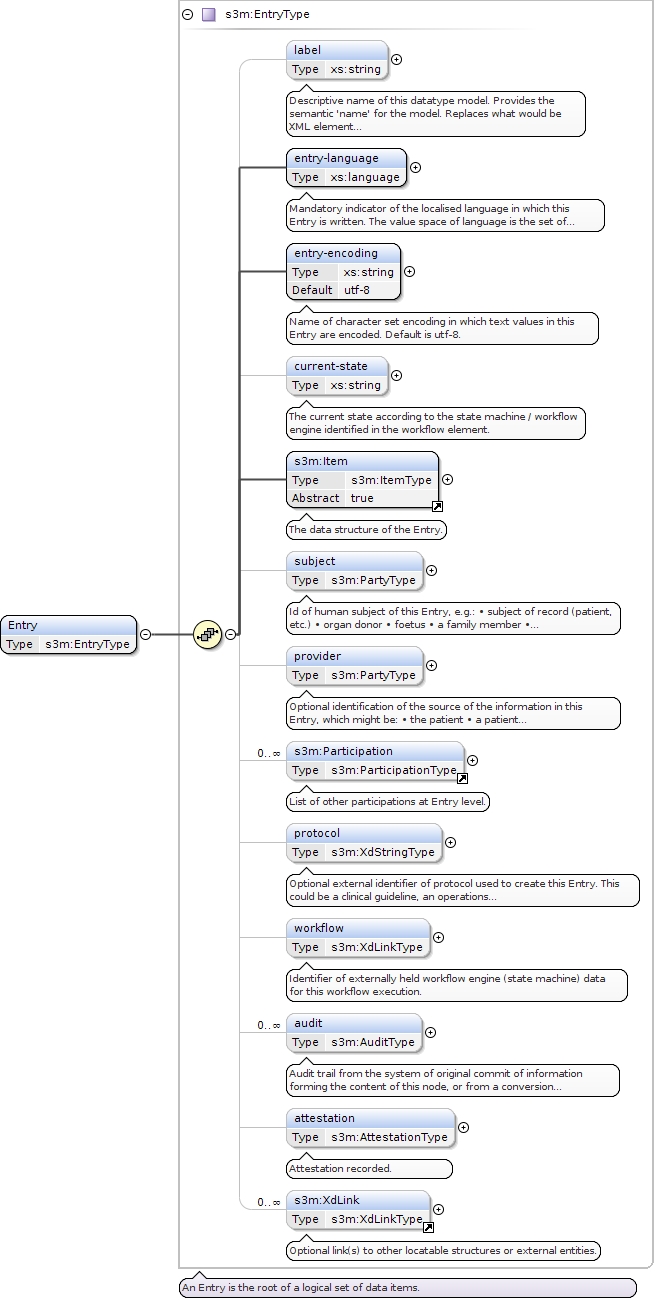 s3m:EntryType
label
Type xs:string
Descriptive name of this datatype model. Provides the
semantic 'name' for the model. Replaces what would be
XML element...
entry-language
Type xs:language
Mandatory indicator of the localised language in which this
Entry is written. The value space of language is the set of...
entry-encoding
Type xs:string
Default utf-8
Name of character set encoding in which text values in this
Entry are encoded. Default is utf-8.
current-state
Type xs:string
The current state according to the state machine / workflow
engine identified in the workflow element.
s3m:Item
Type s3m:ItemType
Abstract true
The data structure of the Entry.
subject
Type s3m:PartyType
Id of human subject of this Entry, e.g.: • subject of record (patient,
etc.) • organ donor • foetus • a family member •...
Entry
Type s3m:EntryType
provider
Type s3m:PartyType
Optional identification of the source of the information in this
Entry, which might be: • the patient • a patient...
0..∞
s3m:Participation
Type s3m:ParticipationType
List of other participations at Entry level.
protocol
Type s3m:XdStringType
Optional external identifier of protocol used to create this Entry. This
could be a clinical guideline, an operations...
workflow
Type s3m:XdLinkType
Identifier of externally held workflow engine (state machine) data
for this workflow execution.
0..∞
audit
Type s3m:AuditType
Audit trail from the system of original commit of information
forming the content of this node, or from a conversion...
attestation
Type s3m:AttestationType
Attestation recorded.
0..∞
s3m:XdLink
Type s3m:XdLinkType
Optional link(s) to other locatable structures or external entities.
An Entry is the root of a logical set of data items.